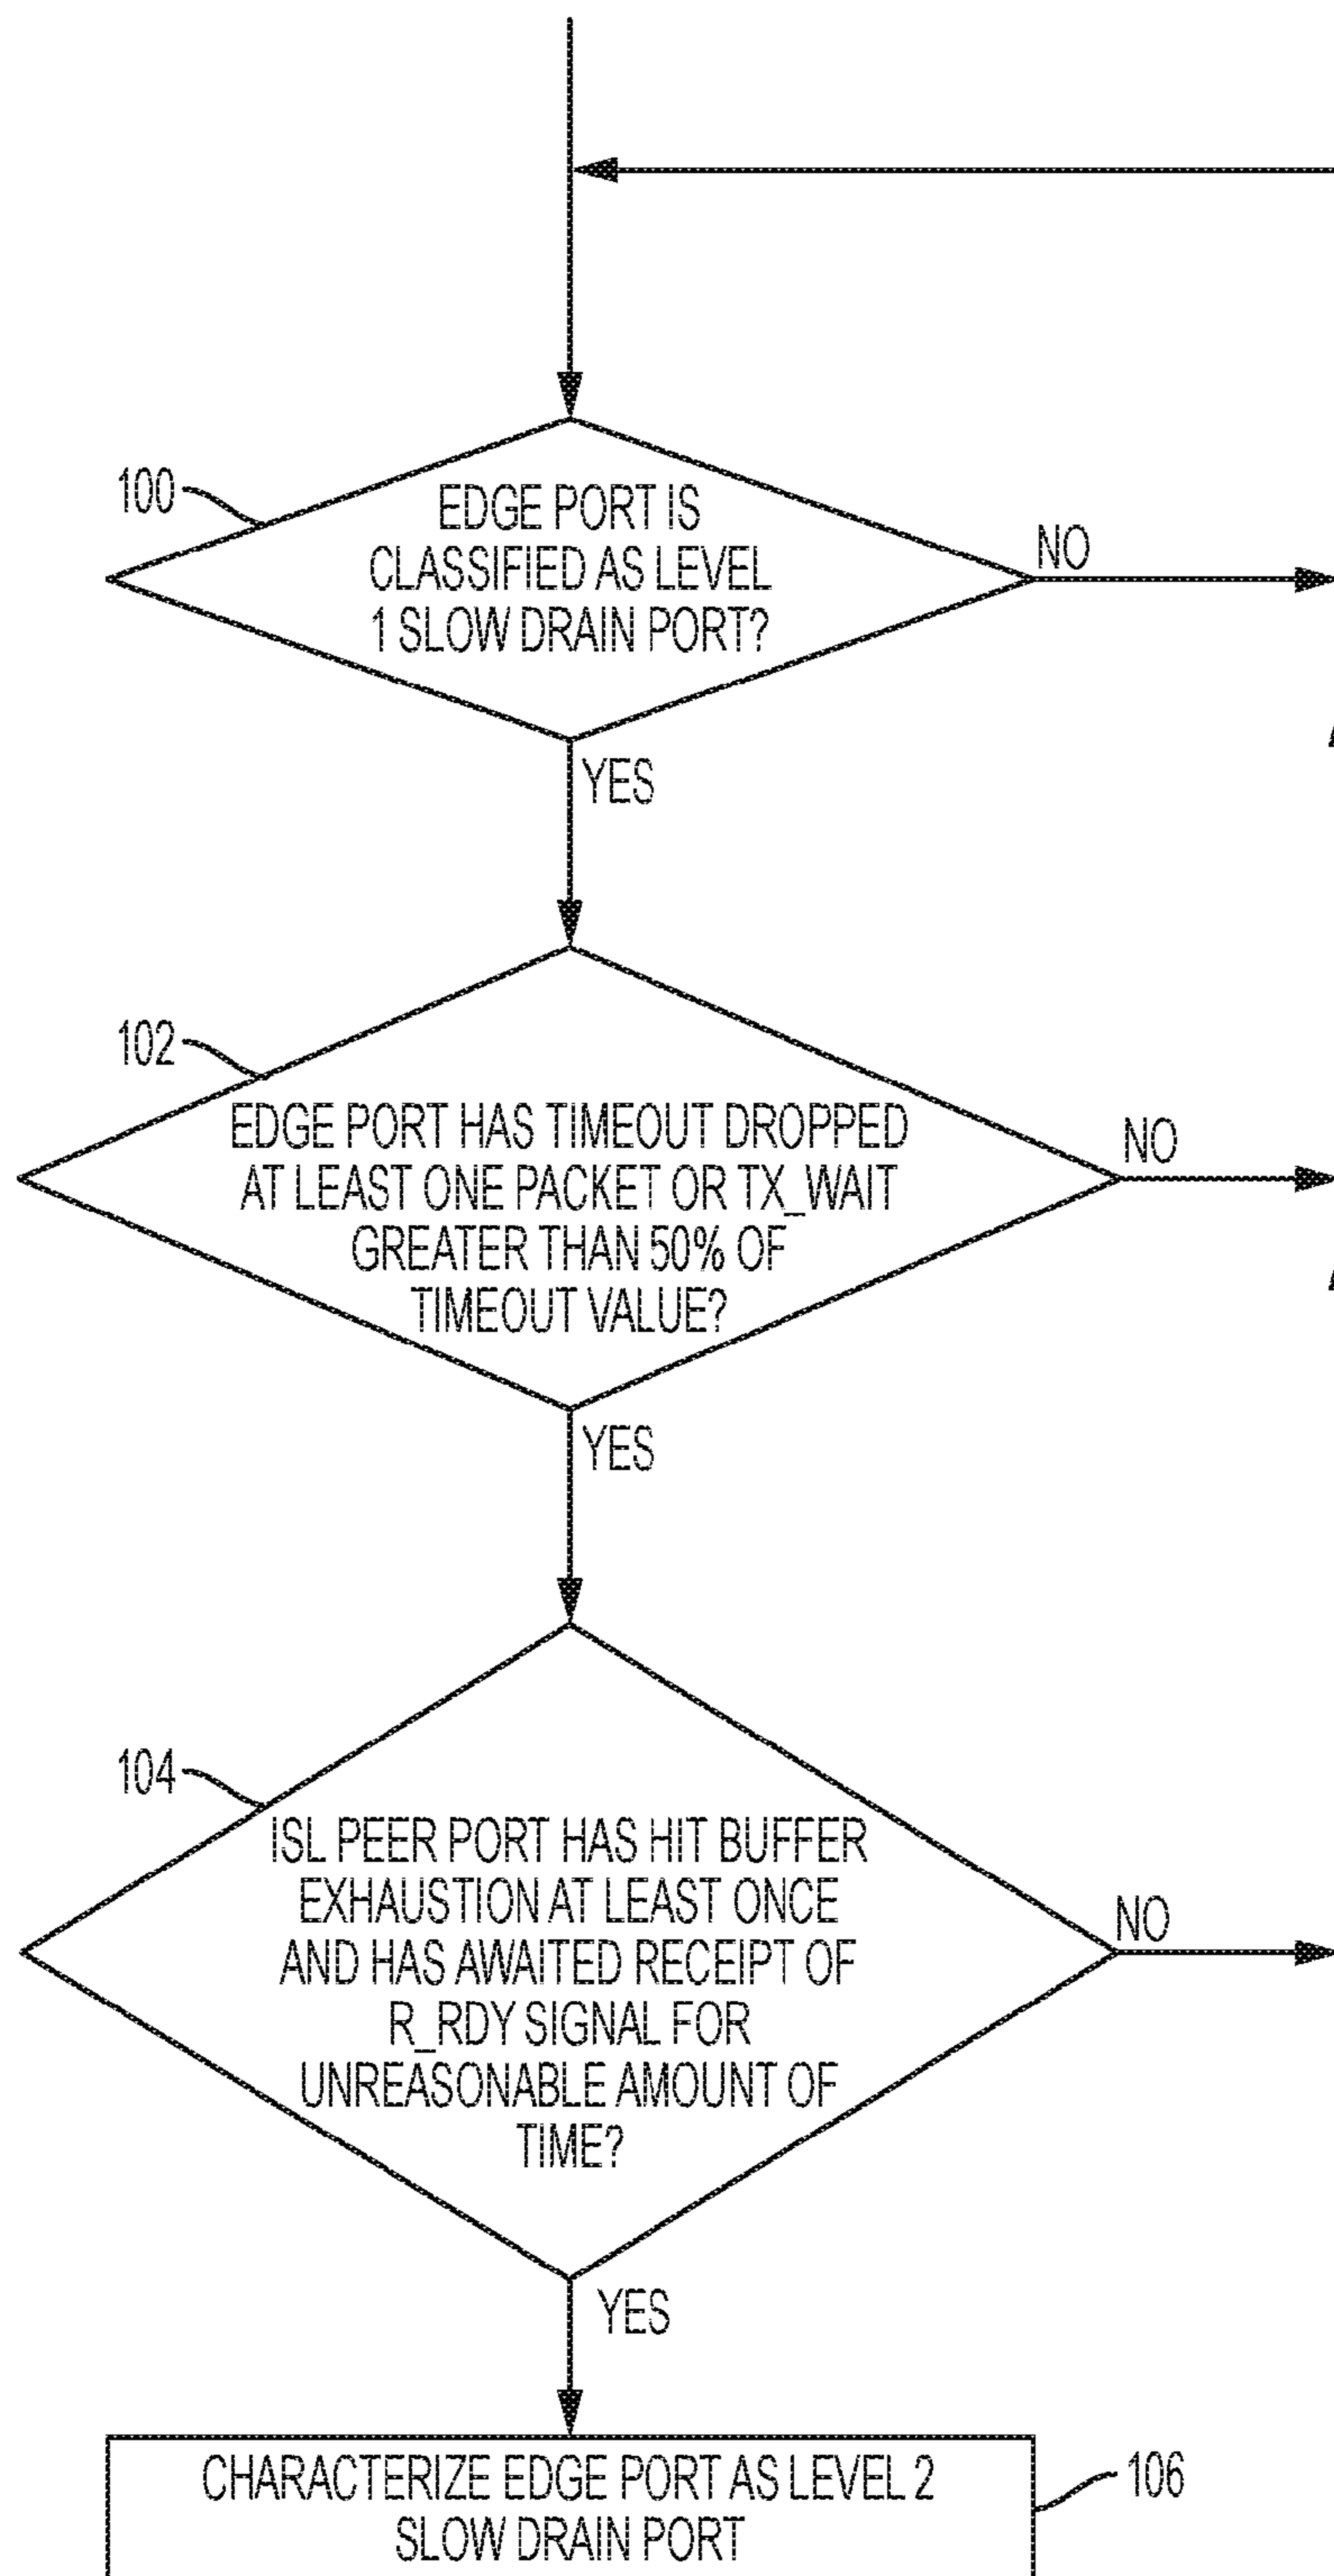 100
EDGE PORT IS
CLASSIFIED AS LEVEL
1 SLOW DRAIN PORT?
NO
YES
102
EDGE PORT HAS TIMEOUT DROPPED
AT LEAST ONE PACKET OR TX_WAIT
GREATER THAN 50% OF
TIMEOUT VALUE?
NO
YES
104
ISL PEER PORT HAS HIT BUFFER
EXHAUSTION AT LEAST ONCE
AND HAS AWAITED RECEIPT OF
R_RDY SIGNAL FOR
UNREASONABLE AMOUNT OF
TIME?
NO
YES
CHARACTERIZE EDGE PORT AS LEVEL 2
SLOW DRAIN PORT
106